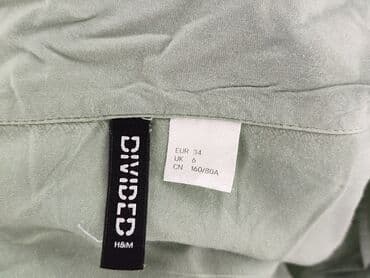 DIVIDED
H&M
EUR 34
UK 6
CN 160/80A